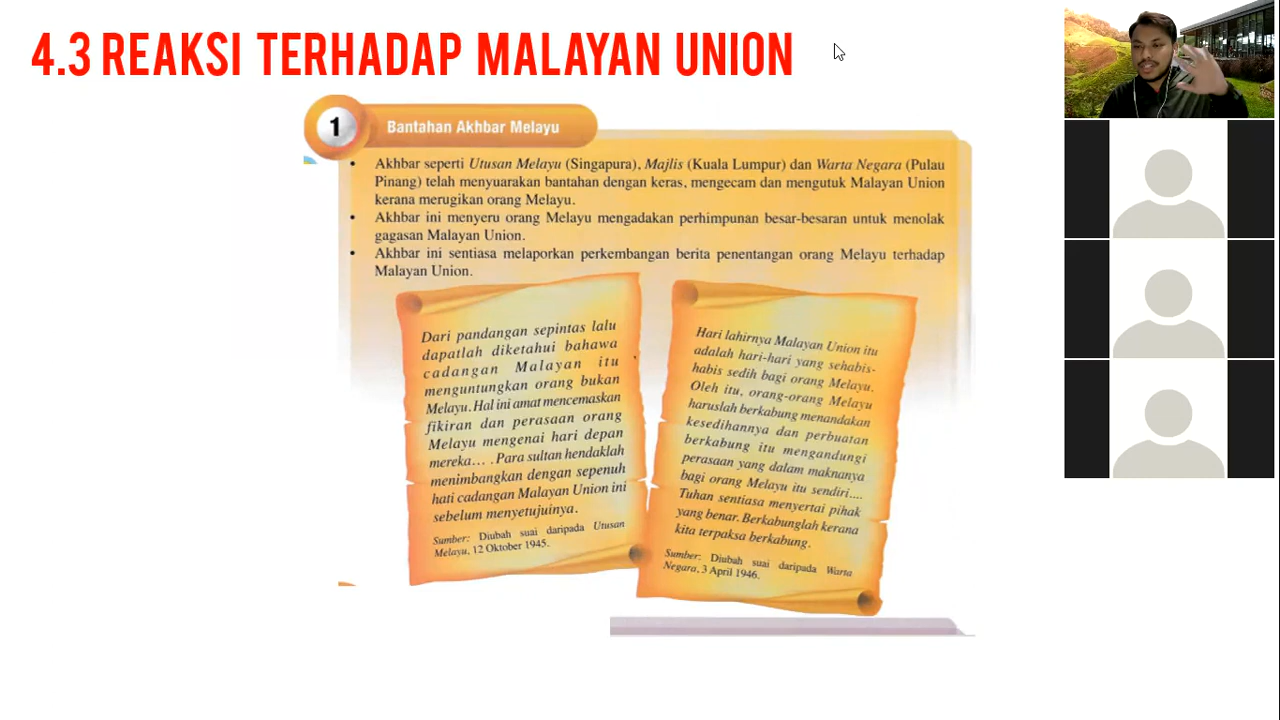 4.3 REAKSI TERHADAP MALAYAN UNION
1
Bantahan Akhbar Melayu
• Akhbar seperti Utusan Melayu (Singapura), Majlis (Kuala Lumpur) dan Warta Negara (Pulau
Pinang) telah menyuarakan bantahan dengan keras, mengecam dan mengutuk Malayan Union
kerana merugikan orang Melayu.
• Akhbar ini menyeru orang Melayu mengadakan perhimpunan besar-besaran untuk menolak
gagasan Malayan Union.
• Akhbar ini sentiasa melaporkan perkembangan berita penentangan orang Melayu terhadap
Malayan Union.
Dari pandangan sepintas lalu
dapatlah diketahui bahawa
cadangan Malayan itu
menguntungkan orang bukan
Melayu. Hal ini amat mencemaskan
fikiran dan perasaan orang
Melayu mengenai hari depan
mereka... . Para sultan hendaklah
menimbangkan dengan sepenuh
hati cadangan Malayan Union ini
sebelum menyetujuinya.
Sumber: Diubah suai daripada Utusan
Melayu, 12 Oktober 1945.
Hari lahirnya Malayan Union itu
adalah hari-hari yang sehabis-
habis sedih bagi orang Melayu.
Oleh itu, orang-orang Melayu
haruslah berkabung menandakan
kesedihannya dan perbuatan
berkabung itu mengandungi
perasaan yang dalam maknanya
bagi orang Melayu itu sendiri....
Tuhan sentiasa menyertai pihak
yang benar. Berkabunglah kerana
kita terpaksa berkabung.
Sumber: Diubah suai daripada Warta
Negara, 3 April 1946.